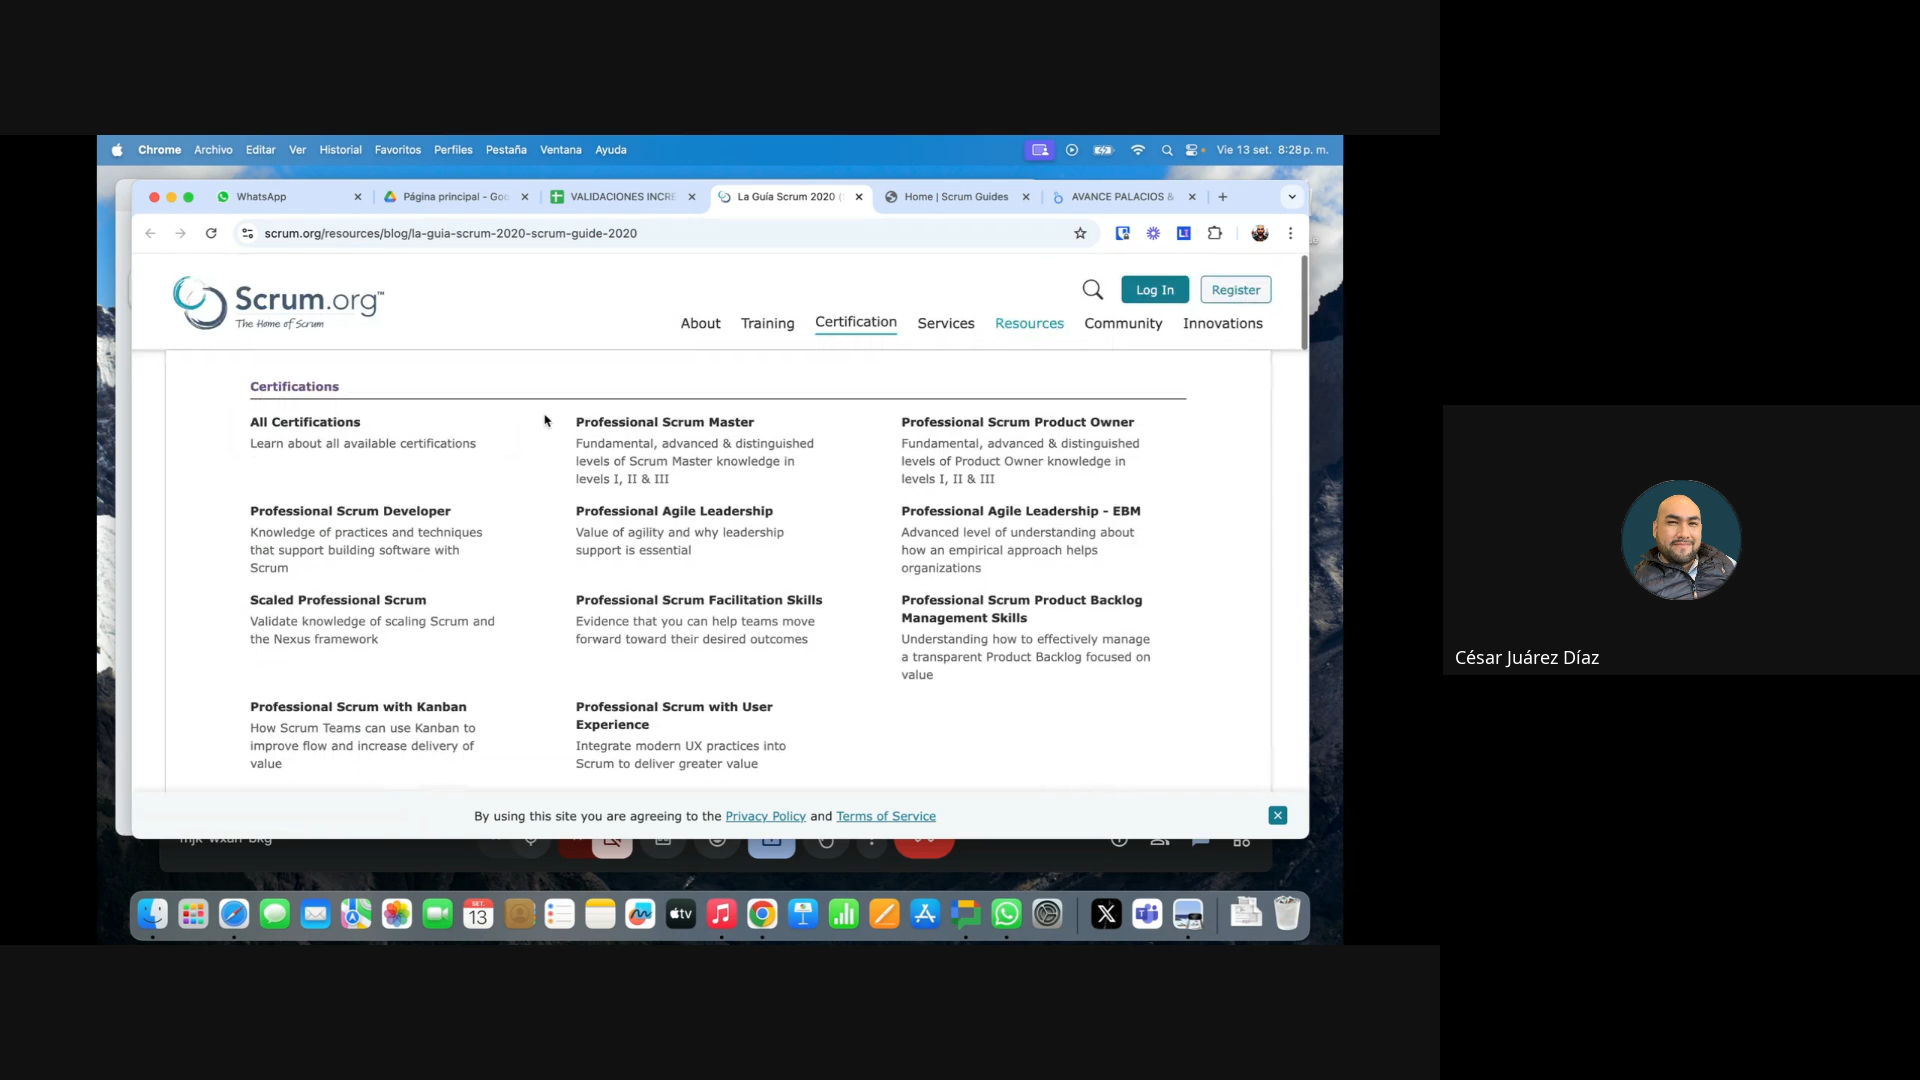 Chrome Archivo Editar Ver Historial Favoritos Perfiles Pestaña Ventana Ayuda
Vie 13 set. 8:28 p. m.
WhatsApp
Página principal - Goo
VALIDACIONES INCRE
La Guía Scrum 2020 (
Home | Scrum Guides
AVANCE PALACIOS &
scrum.org/resources/blog/la-guia-scrum-2020-scrum-guide-2020
Scrum.org™
The Home of Scrum
Log In
Register
About Training Certification Services Resources Community Innovations
Certifications
All Certifications
Learn about all available certifications
Professional Scrum Master
Fundamental, advanced & distinguished
levels of Scrum Master knowledge in
levels I, II & III
Professional Scrum Product Owner
Fundamental, advanced & distinguished
levels of Product Owner knowledge in
levels I, II & III
Professional Scrum Developer
Knowledge of practices and techniques
that support building software with
Scrum
Professional Agile Leadership
Value of agility and why leadership
support is essential
Professional Agile Leadership - EBM
Advanced level of understanding about
how an empirical approach helps
organizations
Scaled Professional Scrum
Validate knowledge of scaling Scrum and
the Nexus framework
Professional Scrum Facilitation Skills
Evidence that you can help teams move
forward toward their desired outcomes
Professional Scrum Product Backlog
Management Skills
Understanding how to effectively manage
a transparent Product Backlog focused on
value
Professional Scrum with Kanban
How Scrum Teams can use Kanban to
improve flow and increase delivery of
value
Professional Scrum with User
Experience
Integrate modern UX practices into
Scrum to deliver greater value
By using this site you are agreeing to the Privacy Policy and Terms of Service
SET.
13
tv
César Juárez Díaz